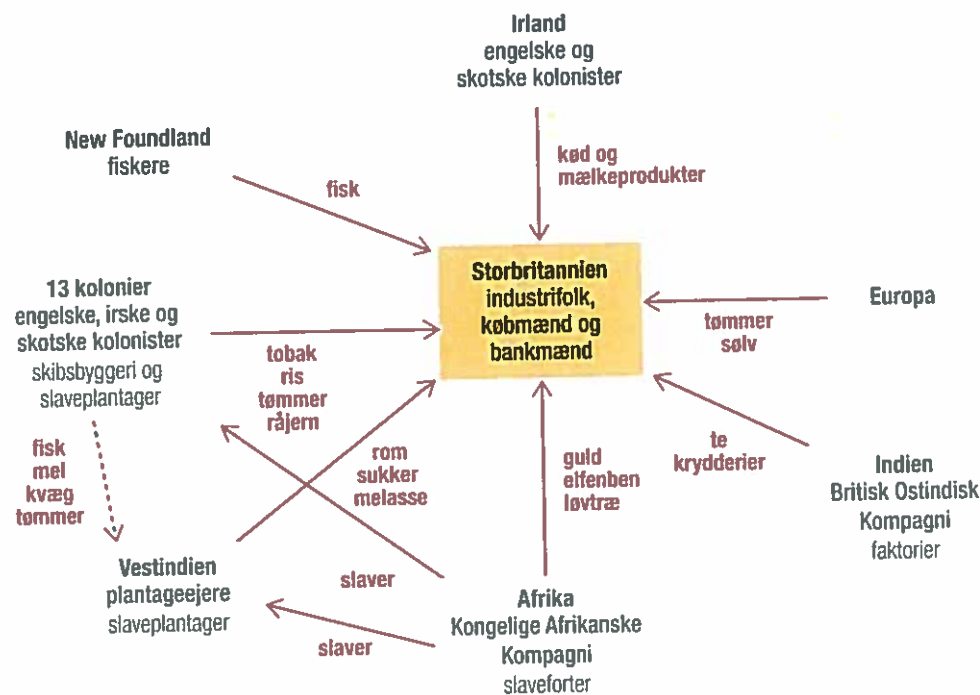 Irland
engelske og
skotske kolonister
kød og
mælkeprodukter
New Foundland
fiskere
fisk
Storbritannien
industrifolk,
købmænd og
bankmænd
Europa
tømmer
sølv
13 kolonier
engelske, irske og
skotske kolonister
skibsbyggeri og
slaveplantager
tobak
ris
tømmer
råjern
fisk
mel
kvæg
tømmer
rom
sukker
melasse
guld
elfenben
løvtræ
te
krydderier
Indien
Britisk Ostindisk
Kompagni
faktorier
Vestindien
plantageejere
slaveplantager
slaver
slaver
Afrika
Kongelige Afrikanske
Kompagni
slaveforter